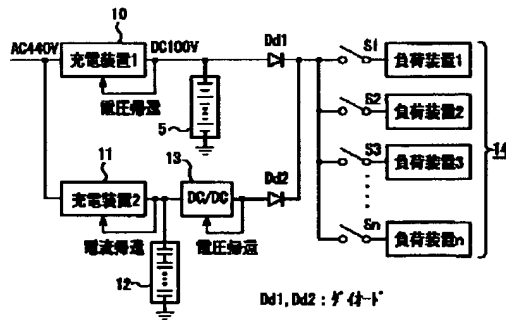 10
AC440V
充電装置1
DC100V
Dd1
S1
負荷装置1
電圧帰還
5
S2
負荷装置2
11
13
Dd2
S3
負荷装置3
14
充電装置2
DC/DC
電流帰還
電圧帰還
12
Sn
負荷装置n
Dd1,Dd2:ダイオード